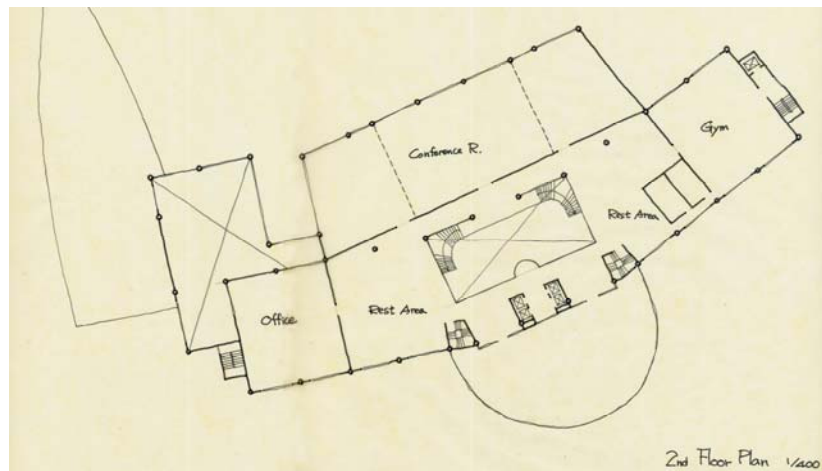 Conference R.
Gym
Rest Area
Office
Rest Area
2nd Floor Plan 1/400